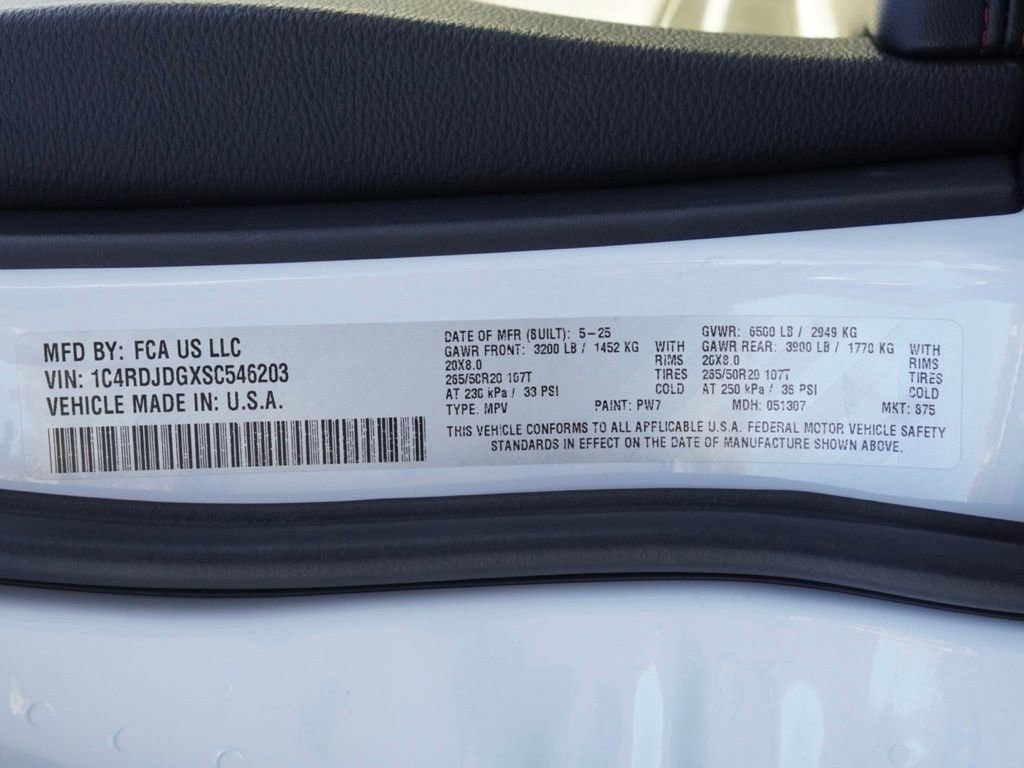 MFD BY: FCA US LLC
VIN: 1C4RDJDGXSC546203
VEHICLE MADE IN: U.S.A.
DATE OF MFR (BUILT): 5-25
GAWR FRONT: 3200 LB / 1452 KG WITH
20X8.0 RIMS
265/50R20 107T TIRES
AT 230 kPa / 33 PSI COLD
TYPE: MPV PAINT: PW7
GVWR: 6500 LB / 2949 KG
GAWR REAR: 3900 LB / 1770 KG WITH
20X8.0 RIMS
265/50R20 107T TIRES
AT 250 kPa / 36 PSI COLD
MDH: 051307 MKT: 875
THIS VEHICLE CONFORMS TO ALL APPLICABLE U.S.A. FEDERAL MOTOR VEHICLE SAFETY
STANDARDS IN EFFECT ON THE DATE OF MANUFACTURE SHOWN ABOVE.